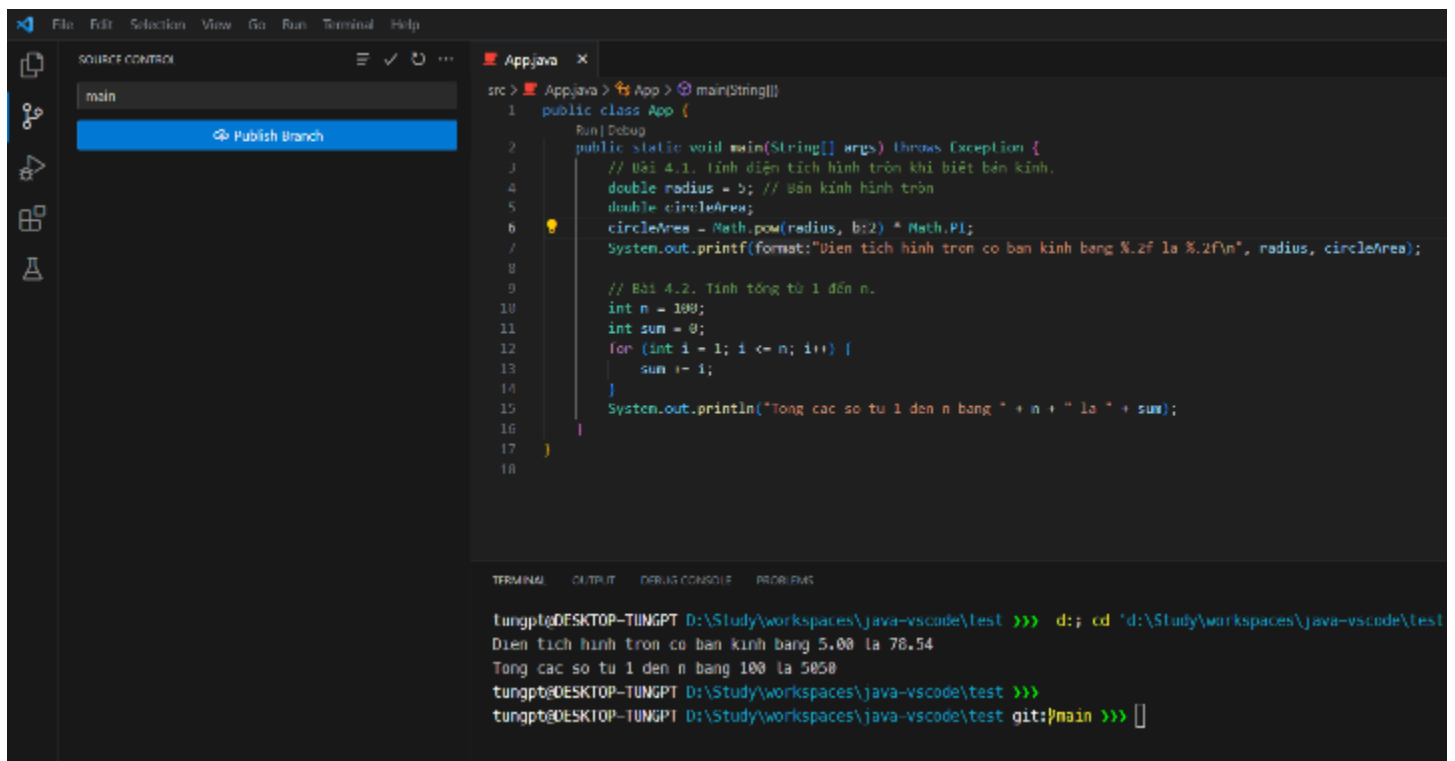 File Edit Selection View Go Run Terminal Help
SOURCE CONTROL
main
Publish Branch
App.java
src > App.java > App > main(String[])
1 public class App {
Run | Debug
2 public static void main(String[] args) throws Exception {
3 // Bài 4.1. Tính diện tích hình tròn khi biết bán kính.
4 double radius = 5; // Bán kính hình tròn
5 double circleArea;
6 circleArea = Math.pow(radius, b:2) * Math.PI;
7 System.out.printf(format:"Dien tich hinh tron co ban kinh bang %.2f la %.2f\n", radius, circleArea);
8
9 // Bài 4.2. Tính tổng từ 1 đến n.
10 int n = 100;
11 int sum = 0;
12 for (int i = 1; i <= n; i++) {
13 sum += i;
14 }
15 System.out.println("Tong cac so tu 1 den n bang " + n + " la " + sum);
16 }
17 }
18
TERMINAL OUTPUT DEBUG CONSOLE PROBLEMS
tungpt@DESKTOP-TUNGPT D:\Study\workspaces\java-vscode\test ❯❯❯ d:; cd 'd:\Study\workspaces\java-vscode\test
Dien tich hinh tron co ban kinh bang 5.00 la 78.54
Tong cac so tu 1 den n bang 100 la 5050
tungpt@DESKTOP-TUNGPT D:\Study\workspaces\java-vscode\test ❯❯❯
tungpt@DESKTOP-TUNGPT D:\Study\workspaces\java-vscode\test git:main ❯❯❯